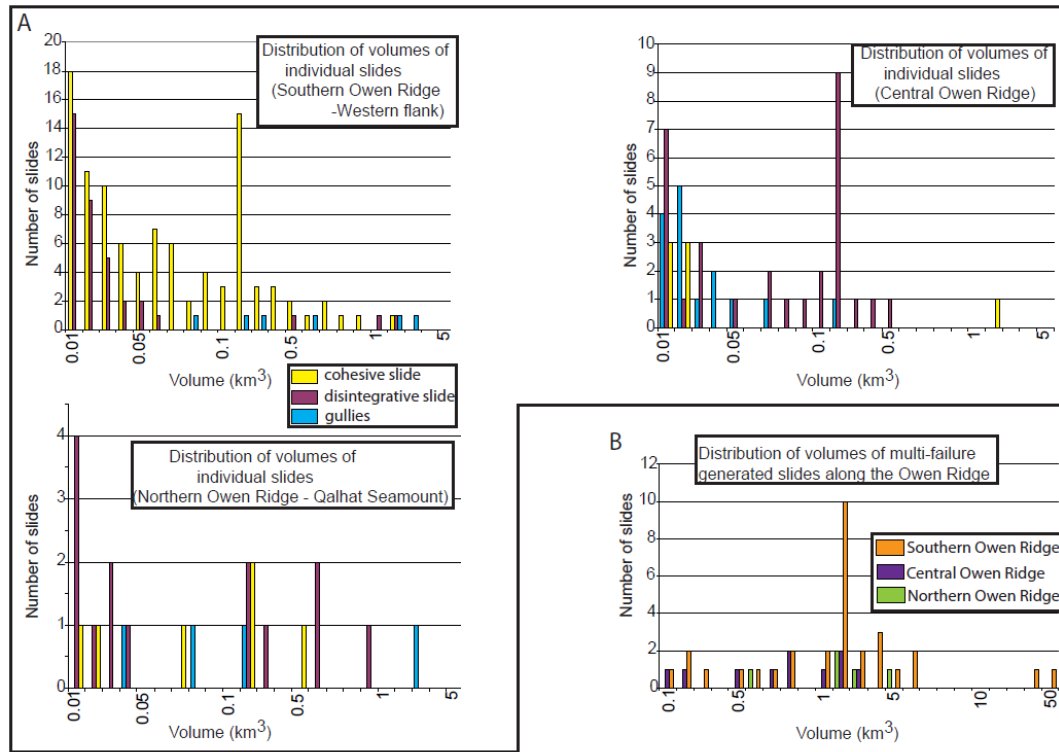 A
Distribution of volumes of
individual slides
(Southern Owen Ridge
-Western flank)
Number of slides
20
18
16
14
12
10
8
6
4
2
0
0.01
0.05
0.1
0.5
1
5
Volume (km3)
Distribution of volumes of
individual slides
(Central Owen Ridge)
Number of slides
10
9
8
7
6
5
4
3
2
1
0
0.01
0.05
0.1
0.5
1
5
Volume (km3)
cohesive slide
disintegrative slide
gullies
Distribution of volumes of
individual slides
(Northern Owen Ridge - Qalhat Seamount)
Number of slides
4
3
2
1
0
0.01
0.05
0.1
0.5
1
5
Volume (km3)
B
Distribution of volumes of multi-failure
generated slides along the Owen Ridge
Number of slides
12
10
8
6
4
2
0
0.1
0.5
1
5
10
50
Volume (km3)
Southern Owen Ridge
Central Owen Ridge
Northern Owen Ridge